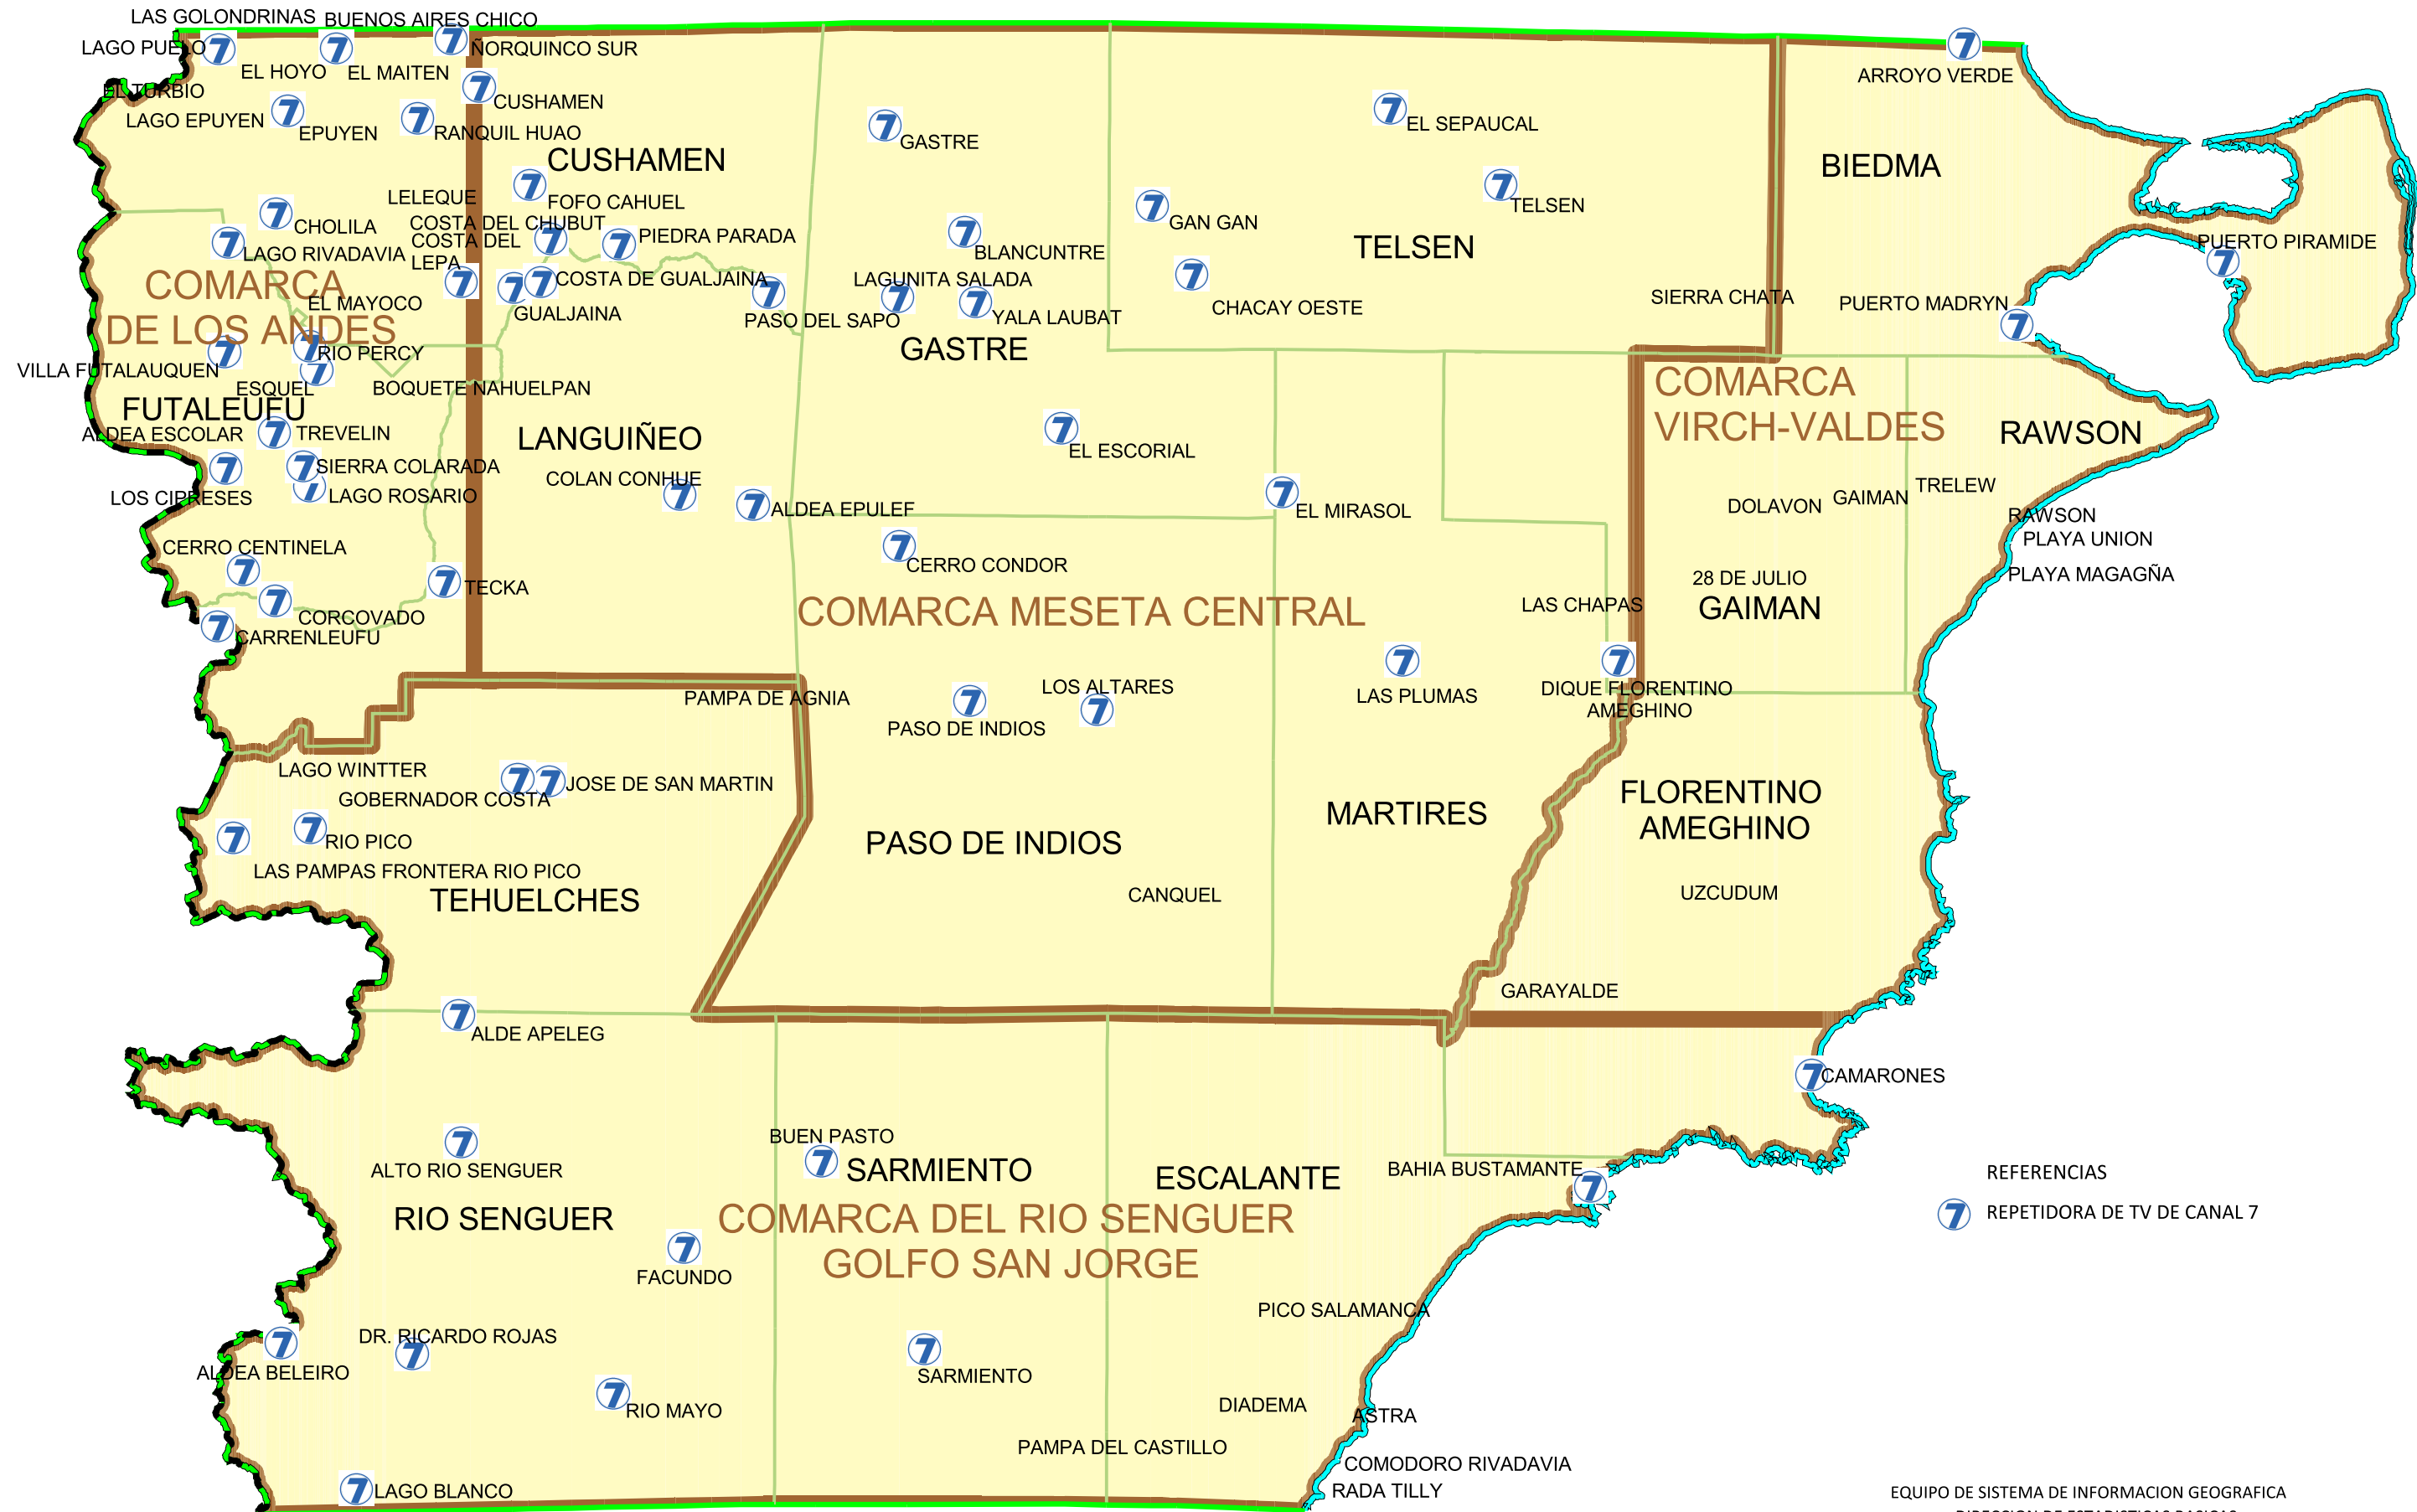 LAS GOLONDRINAS
BUENOS AIRES CHICO
LAGO PUELO
ÑORQUINCO SUR
EL HOYO
EL MAITEN
ARROYO VERDE
EL TURBIO
CUSHAMEN
LAGO EPUYEN
EPUYEN
RANQUIL HUAO
GASTRE
EL SEPAUCAL
CUSHAMEN
BIEDMA
LELEQUE
FOFO CAHUEL
TELSEN
CHOLILA
COSTA DEL CHUBUT
GAN GAN
COSTA DEL
LEPA
PIEDRA PARADA
PUERTO PIRAMIDE
LAGO RIVADAVIA
BLANCUNTRE
TELSEN
COMARCA
DE LOS ANDES
COSTA DE GUALJAINA
LAGUNITA SALADA
EL MAYOCO
GUALJAINA
PASO DEL SAPO
YALA LAUBAT
CHACAY OESTE
SIERRA CHATA
PUERTO MADRYN
RIO PERCY
GASTRE
VILLA FUTALAUQUEN
ESQUEL
BOQUETE NAHUELPAN
COMARCA
VIRCH-VALDES
FUTALEUFU
ALDEA ESCOLAR
TREVELIN
LANGUIÑEO
EL ESCORIAL
RAWSON
SIERRA COLARADA
COLAN CONHUE
LOS CIPRESES
LAGO ROSARIO
ALDEA EPULEF
EL MIRASOL
DOLAVON
GAIMAN
TRELEW
RAWSON
PLAYA UNION
CERRO CENTINELA
CERRO CONDOR
PLAYA MAGAGÑA
TECKA
28 DE JULIO
COMARCA MESETA CENTRAL
LAS CHAPAS
GAIMAN
CORCOVADO
CARRENLEUFU
PAMPA DE AGNIA
LOS ALTARES
LAS PLUMAS
DIQUE FLORENTINO
AMEGHINO
PASO DE INDIOS
LAGO WINTTER
JOSE DE SAN MARTIN
GOBERNADOR COSTA
FLORENTINO
AMEGHINO
MARTIRES
RIO PICO
PASO DE INDIOS
LAS PAMPAS FRONTERA RIO PICO
TEHUELCHES
CANQUEL
UZCUDUM
GARAYALDE
ALDE APELEG
CAMARONES
BUEN PASTO
ALTO RIO SENGUER
SARMIENTO
ESCALANTE
BAHIA BUSTAMANTE
REFERENCIAS
RIO SENGUER
COMARCA DEL RIO SENGUER
GOLFO SAN JORGE
7 REPETIDORA DE TV DE CANAL 7
FACUNDO
PICO SALAMANCA
DR. RICARDO ROJAS
ALDEA BELEIRO
SARMIENTO
RIO MAYO
DIADEMA
ASTRA
PAMPA DEL CASTILLO
COMODORO RIVADAVIA
LAGO BLANCO
RADA TILLY
EQUIPO DE SISTEMA DE INFORMACION GEOGRAFICA